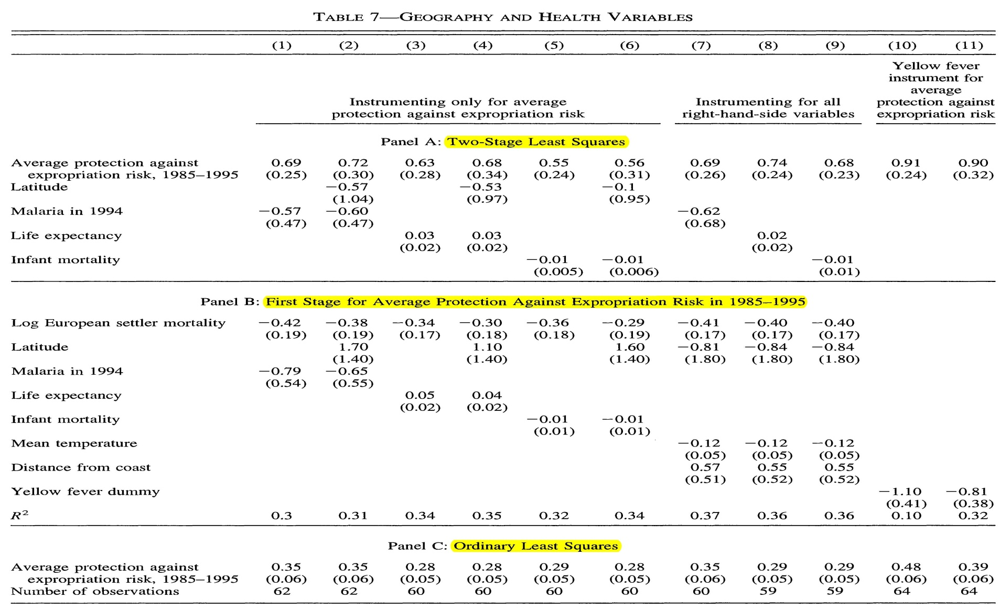 TABLE 7—GEOGRAPHY AND HEALTH VARIABLES
(1) (2) (3) (4) (5) (6) (7) (8) (9) (10) (11)
Instrumenting only for average
protection against expropriation risk
Instrumenting for all
right-hand-side variables
Yellow fever
instrument for
average
protection against
expropriation risk
Panel A: Two-Stage Least Squares
Average protection against 0.69 0.72 0.63 0.68 0.55 0.56 0.69 0.74 0.68 0.91 0.90
expropriation risk, 1985–1995 (0.25) (0.30) (0.28) (0.34) (0.24) (0.31) (0.26) (0.24) (0.23) (0.24) (0.32)
Latitude −0.57 −0.53 −0.1
(1.04) (0.97) (0.95)
Malaria in 1994 −0.57 −0.60 −0.62
(0.47) (0.47) (0.68)
Life expectancy 0.03 0.03 0.02
(0.02) (0.02) (0.02)
Infant mortality −0.01 −0.01 −0.01
(0.005) (0.006) (0.01)
Panel B: First Stage for Average Protection Against Expropriation Risk in 1985–1995
Log European settler mortality −0.42 −0.38 −0.34 −0.30 −0.36 −0.29 −0.41 −0.40 −0.40
(0.19) (0.19) (0.17) (0.18) (0.18) (0.19) (0.17) (0.17) (0.17)
Latitude 1.70 1.10 1.60 −0.81 −0.84 −0.84
(1.40) (1.40) (1.40) (1.80) (1.80) (1.80)
Malaria in 1994 −0.79 −0.65
(0.54) (0.55)
Life expectancy 0.05 0.04
(0.02) (0.02)
Infant mortality −0.01 −0.01
(0.01) (0.01)
Mean temperature −0.12 −0.12 −0.12
(0.05) (0.05) (0.05)
Distance from coast 0.57 0.55 0.55
(0.51) (0.52) (0.52)
Yellow fever dummy −1.10 −0.81
(0.41) (0.38)
R² 0.3 0.31 0.34 0.35 0.32 0.34 0.37 0.36 0.36 0.10 0.32
Panel C: Ordinary Least Squares
Average protection against 0.35 0.35 0.28 0.28 0.29 0.28 0.35 0.29 0.29 0.48 0.39
expropriation risk, 1985–1995 (0.06) (0.06) (0.05) (0.05) (0.05) (0.05) (0.06) (0.05) (0.05) (0.06) (0.06)
Number of observations 62 62 60 60 60 60 60 59 59 64 64